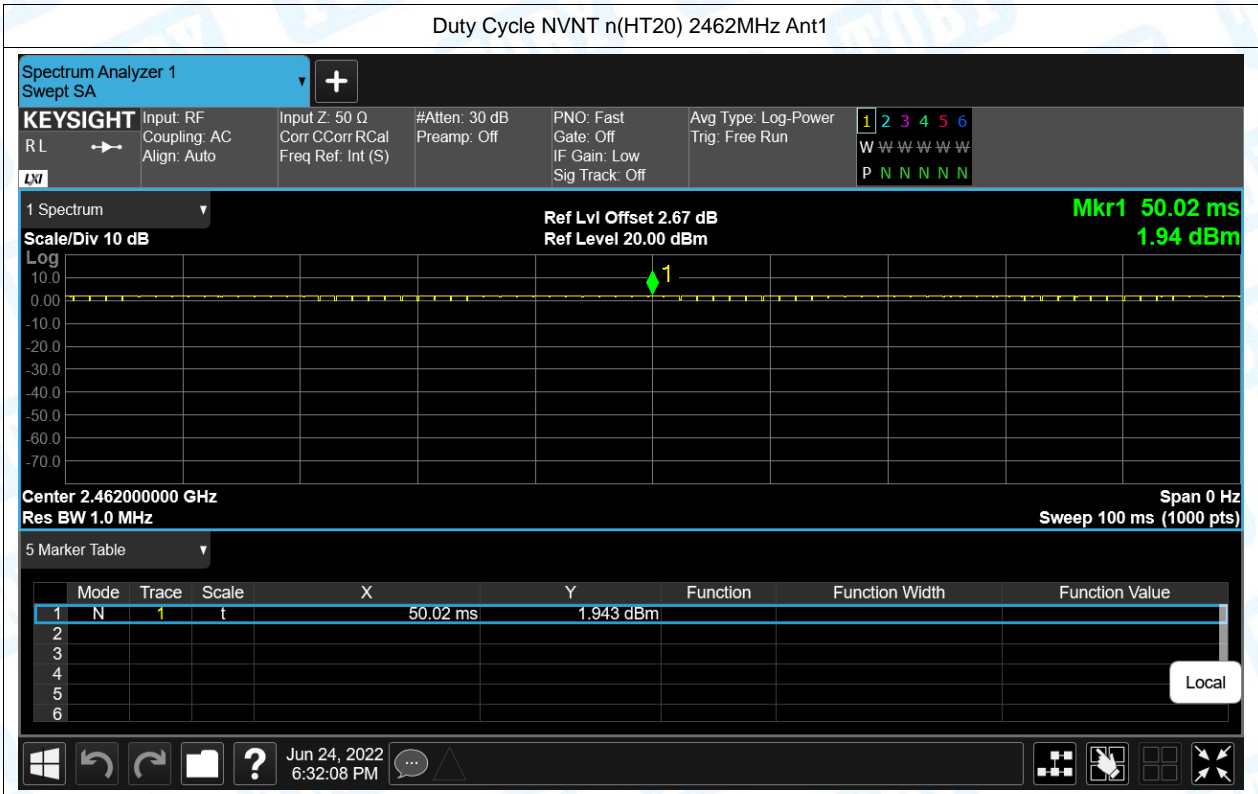 Duty Cycle NVNT n(HT20) 2462MHz Ant1
Spectrum Analyzer 1
Swept SA
KEYSIGHT
RL
LXI
Input: RF
Coupling: AC
Align: Auto
Input Z: 50 Ω
Corr CCorr RCal
Freq Ref: Int (S)
#Atten: 30 dB
Preamp: Off
PNO: Fast
Gate: Off
IF Gain: Low
Sig Track: Off
Avg Type: Log-Power
Trig: Free Run
1 2 3 4 5 6
W W W W W W
P N N N N N
1 Spectrum
Scale/Div 10 dB
Ref Lvl Offset 2.67 dB
Ref Level 20.00 dBm
Mkr1 50.02 ms
1.94 dBm
Log
10.0
0.00
-10.0
-20.0
-30.0
-40.0
-50.0
-60.0
-70.0
1
Center 2.462000000 GHz
Res BW 1.0 MHz
Span 0 Hz
Sweep 100 ms (1000 pts)
5 Marker Table
Mode Trace Scale X Y Function Function Width Function Value
1 N 1 t 50.02 ms 1.943 dBm
2
3
4
5
6
Local
?
Jun 24, 2022
6:32:08 PM